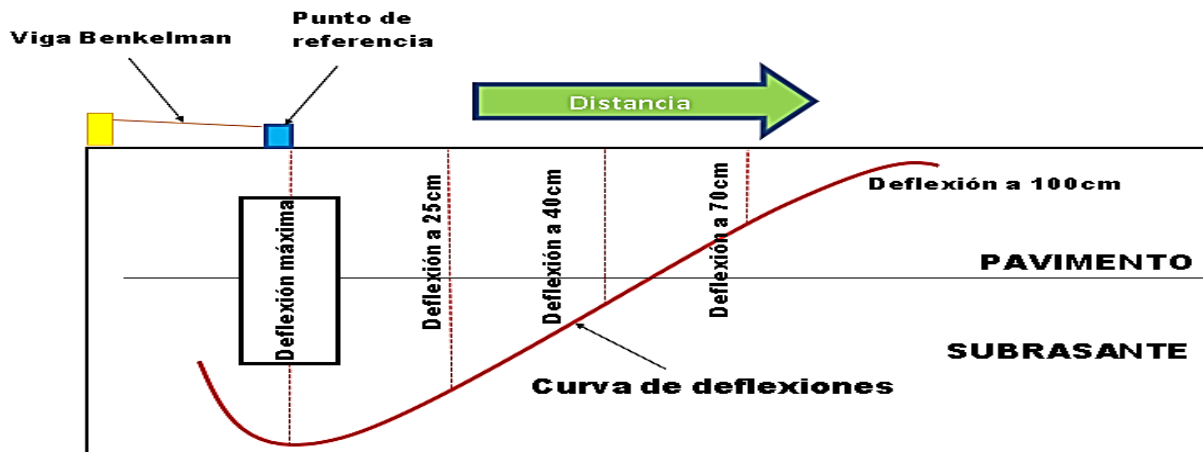 Viga Benkelman
Punto de
referencia
Distancia
Deflexión máxima
Deflexión a 25cm
Deflexión a 40cm
Deflexión a 70cm
Deflexión a 100cm
PAVIMENTO
SUBRASANTE
Curva de deflexiones